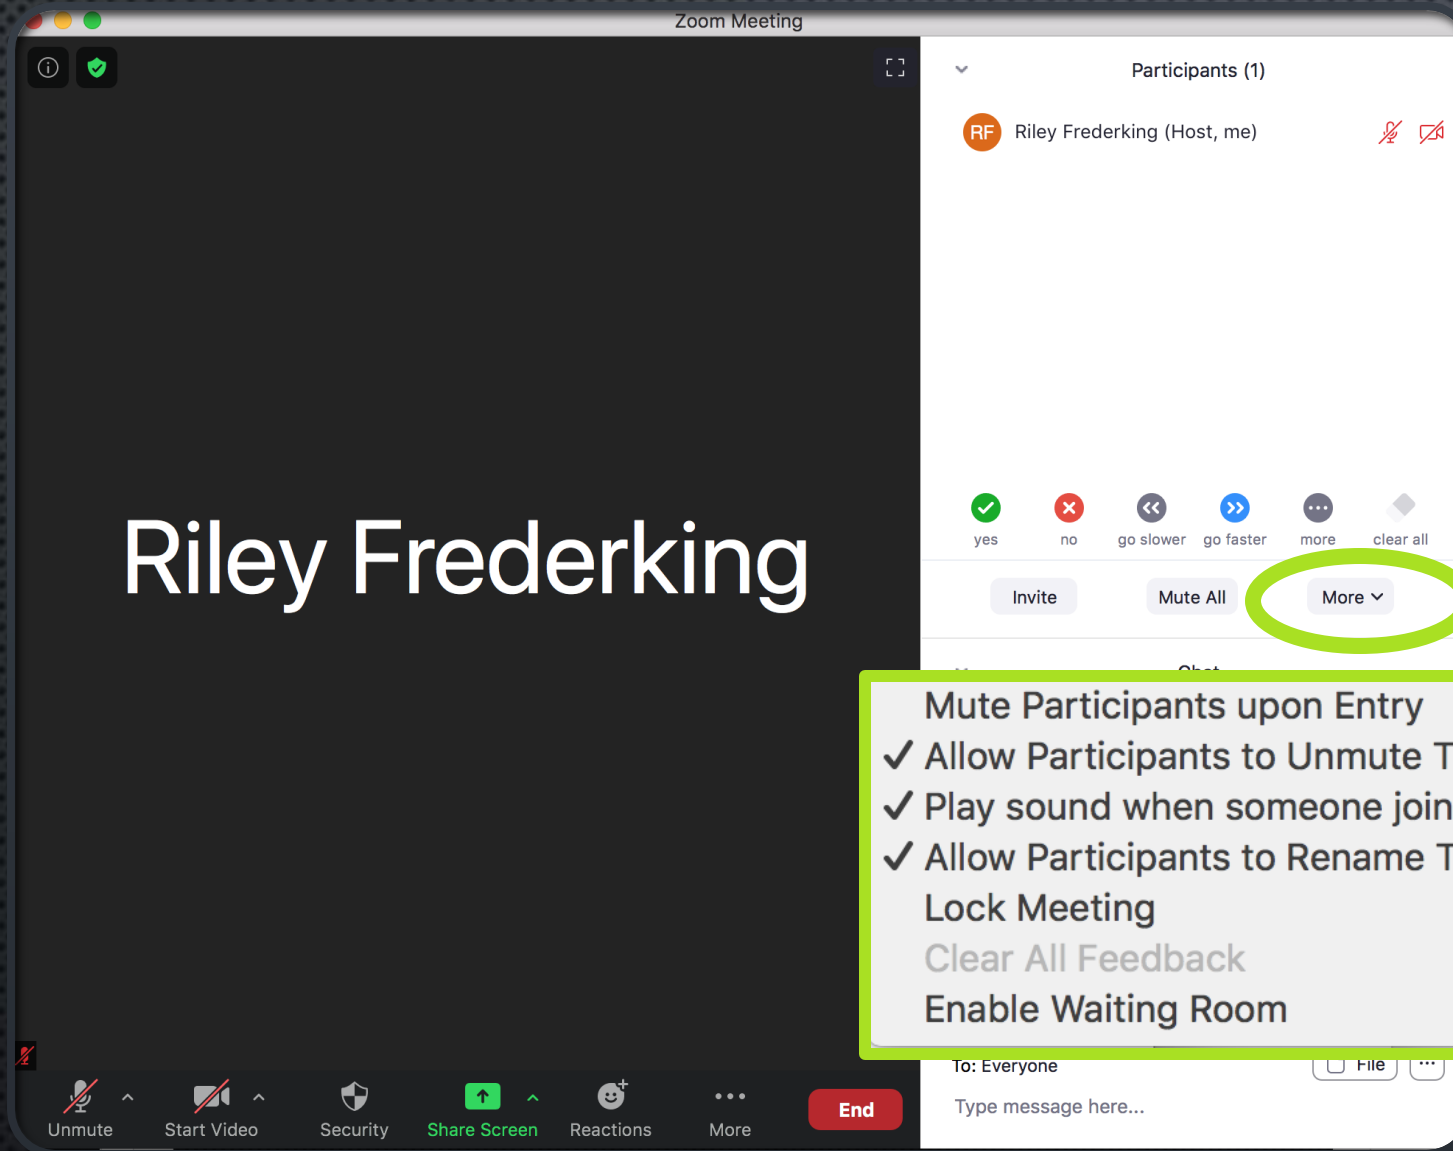 Zoom Meeting
Participants (1)
RF Riley Frederking (Host, me)
Riley Frederking
yes no go slower go faster more clear all
Invite Mute All More
Chat
Mute Participants upon Entry
✓ Allow Participants to Unmute T
✓ Play sound when someone join
✓ Allow Participants to Rename T
Lock Meeting
Clear All Feedback
Enable Waiting Room
To: Everyone File
Type message here...
Unmute Start Video Security Share Screen Reactions More End